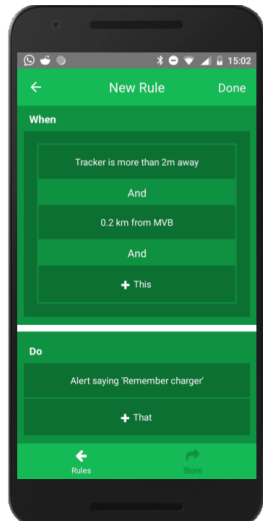 15:02
New Rule Done
When
Tracker is more than 2m away
And
0.2 km from MVB
And
+ This
Do
Alert saying 'Remember charger'
+ That
Rules Store